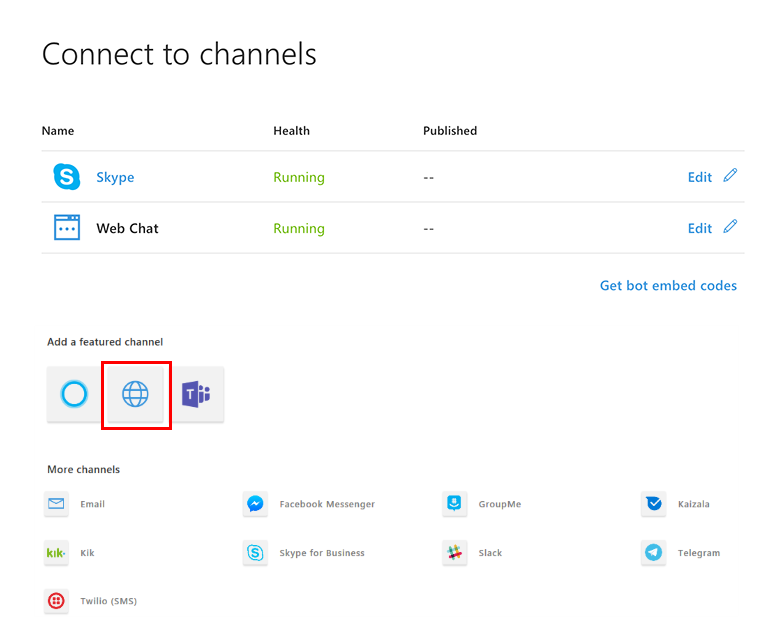 Connect to channels
Name Health Published
Skype Running -- Edit
Web Chat Running -- Edit
Get bot embed codes
Add a featured channel
T
More channels
Email Facebook Messenger GroupMe Kaizala
kik Kik Skype for Business Slack Telegram
Twilio (SMS)